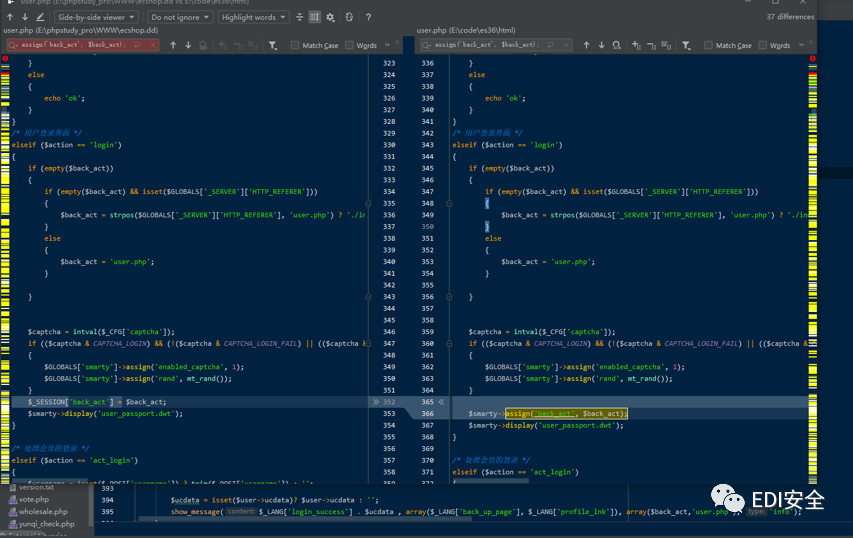 user.php (E:\phpstudy_pro\WWW\ecshop.dd vs E:\code\es36\html)
Side-by-side viewer
Do not ignore
Highlight words
?
37 differences
user.php (E:\phpstudy_pro\WWW\ecshop.dd)
user.php (E:\code\es36\html)
assign('back_act', $back_act);
Match Case
Words
»
assign('back_act', $back_act);
Match Case
Words
»
323 336
} }
324 337
else else
325 338
{ {
326 339
echo 'ok'; echo 'ok';
327 340
} }
328 341
} }
329 342
/* 用户登录界面 */ /* 用户登录界面 */
330 343
elseif ($action == 'login') elseif ($action == 'login')
331 344
{ {
332 345
if (empty($back_act)) if (empty($back_act))
333 346
{ {
334 347
if (empty($back_act) && isset($GLOBALS['_SERVER']['HTTP_REFERER'])) if (empty($back_act) && isset($GLOBALS['_SERVER']['HTTP_REFERER']))
335 348
{ {
336 349
$back_act = strpos($GLOBALS['_SERVER']['HTTP_REFERER'], 'user.php') ? './in $back_act = strpos($GLOBALS['_SERVER']['HTTP_REFERER'], 'user.php') ? './i
337 350
} }
338 351
else else
339 352
{ {
340 353
$back_act = 'user.php'; $back_act = 'user.php';
341 354
} }
342 355
343 356
} }
344 357
345 358
346 359
$captcha = intval($_CFG['captcha']); $captcha = intval($_CFG['captcha']);
347 360
if (($captcha & CAPTCHA_LOGIN) && (!($captcha & CAPTCHA_LOGIN_FAIL) || (($captcha & if (($captcha & CAPTCHA_LOGIN) && (!($captcha & CAPTCHA_LOGIN_FAIL) || (($captcha &
348 361
{ {
349 362
$GLOBALS['smarty']->assign('enabled_captcha', 1); $GLOBALS['smarty']->assign('enabled_captcha', 1);
350 363
$GLOBALS['smarty']->assign('rand', mt_rand()); $GLOBALS['smarty']->assign('rand', mt_rand());
351 364
} }
$_SESSION['back_act'] = $back_act; » 352 365 «
$smarty->display('user_passport.dwt'); 353 366 $smarty->assign('back_act', $back_act);
} 354 367 $smarty->display('user_passport.dwt');
355 368 }
/* 处理会员的登录 */ 356 369
elseif ($action == 'act_login') 357 370 /* 处理会员的登录 */
{ 358 371 elseif ($action == 'act_login')
version.txt 393
vote.php 394 $ucdata = isset($user->ucdata)? $user->ucdata : '';
wholesale.php 395 show_message( content: $_LANG['login_success'] . $ucdata , array($_LANG['back_up_page'], $_LANG['profile_lnk']), array($back_act,'user.php'), type: 'info');
yunqi_check.php 396
External Libraries
EDI安全